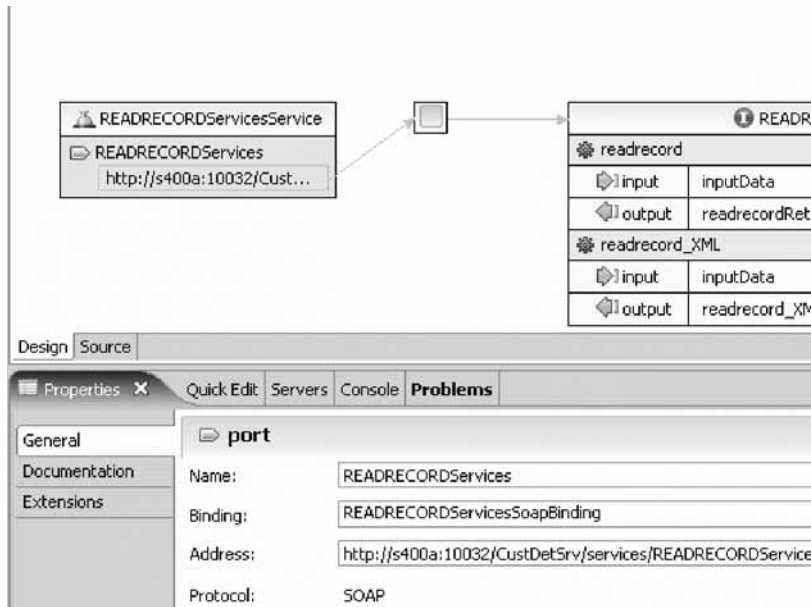 READRECORDServicesService
READRECORDServices
http://s400a:10032/Cust...
READR
readrecord
input inputData
output readrecordRet
readrecord_XML
input inputData
output readrecord_XM
Design Source
Properties Quick Edit Servers Console Problems
General
Documentation
Extensions
port
Name: READRECORDServices
Binding: READRECORDServicesSoapBinding
Address: http://s400a:10032/CustDetSrv/services/READRECORDService
Protocol: SOAP